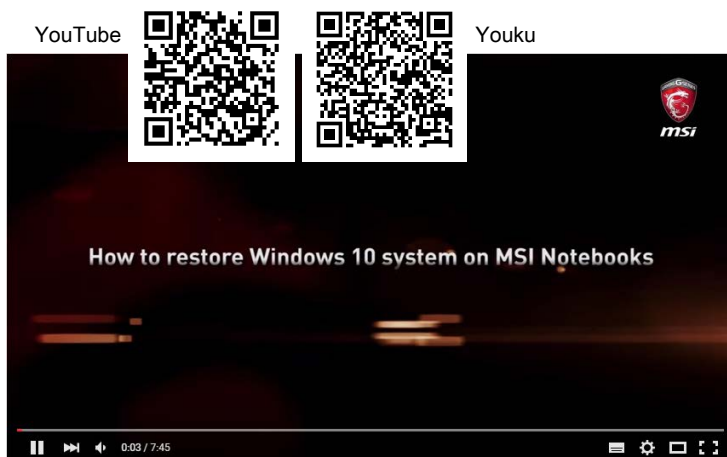 YouTube
Youku
msi
How to restore Windows 10 system on MSI Notebooks
0:03 / 7:45